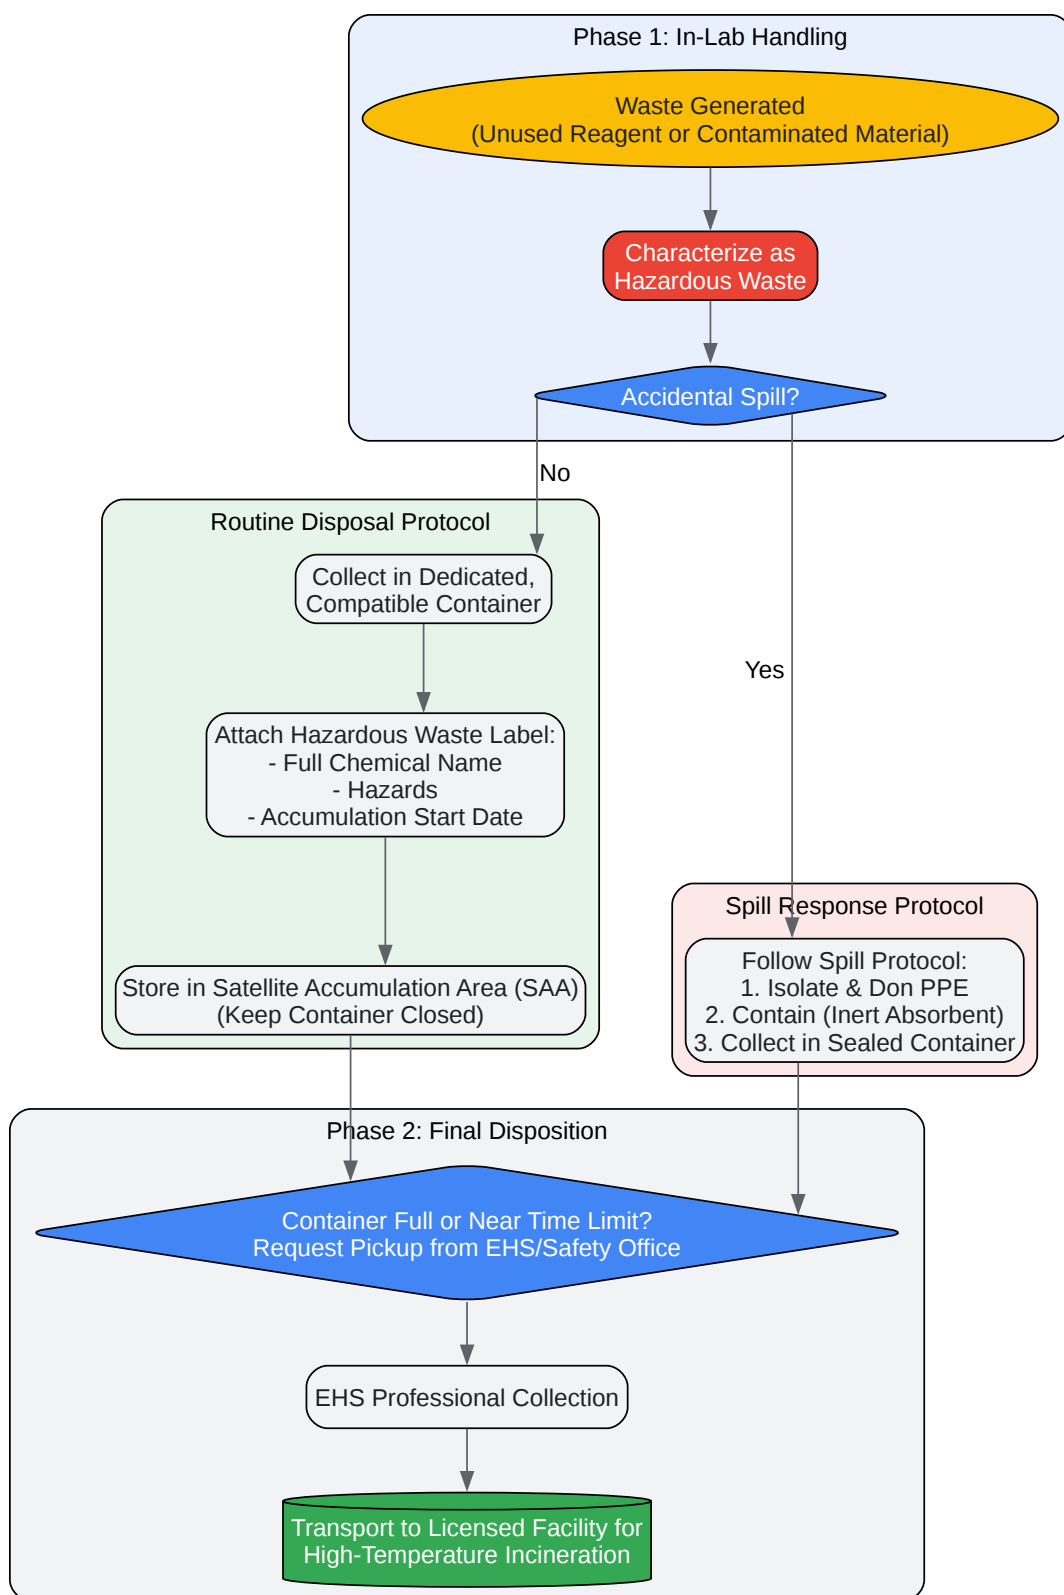 Phase 1: In-Lab Handling
Waste Generated
(Unused Reagent or Contaminated Material)
Characterize as
Hazardous Waste
Accidental Spill?
No
Routine Disposal Protocol
Collect in Dedicated,
Compatible Container
Yes
Attach Hazardous Waste Label:
- Full Chemical Name
- Hazards
- Accumulation Start Date
Store in Satellite Accumulation Area (SAA)
(Keep Container Closed)
Spill Response Protocol
Follow Spill Protocol:
1. Isolate & Don PPE
2. Contain (Inert Absorbent)
3. Collect in Sealed Container
Phase 2: Final Disposition
Container Full or Near Time Limit?
Request Pickup from EHS/Safety Office
EHS Professional Collection
Transport to Licensed Facility for
High-Temperature Incineration